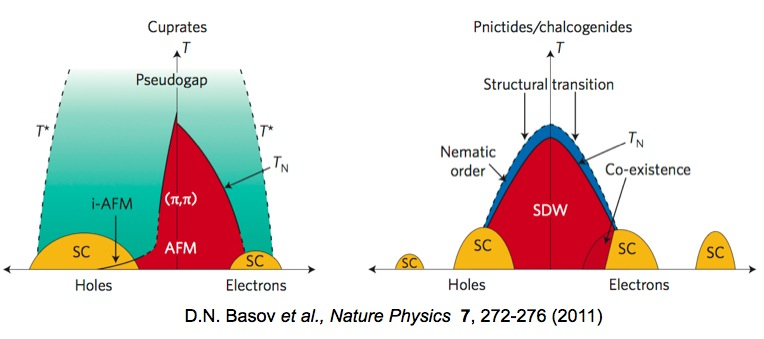 Cuprates
T
Pseudogap
T*
T*
TN
i-AFM
(π,π)
SC
AFM
SC
Holes
Electrons
Pnictides/chalcogenides
T
Structural transition
Nematic
order
TN
Co-existence
SDW
SC
SC
SC
SC
Holes
Electrons
D.N. Basov et al., Nature Physics 7, 272-276 (2011)